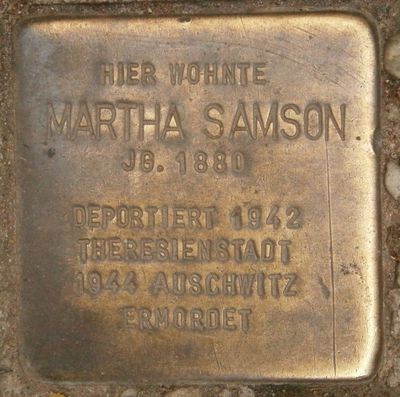 HIER WOHNTE
MARTHA SAMSON
JG. 1880
DEPORTIERT 1942
THERESIENSTADT
1944 AUSCHWITZ
ERMORDET